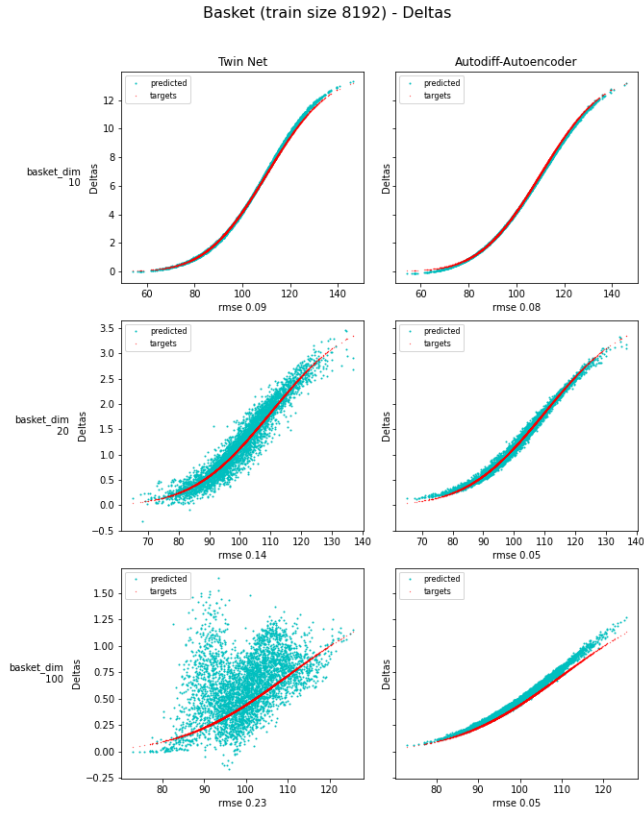 Basket (train size 8192) - Deltas
Twin Net
Autodiff-Autoencoder
basket_dim
10
Deltas
predicted
targets
12
10
8
6
4
2
0
60 80 100 120 140
rmse 0.09
predicted
targets
60 80 100 120 140
rmse 0.08
Deltas
basket_dim
20
Deltas
predicted
targets
3.5
3.0
2.5
2.0
1.5
1.0
0.5
0.0
−0.5
70 80 90 100 110 120 130 140
rmse 0.14
predicted
targets
70 80 90 100 110 120 130 140
rmse 0.05
Deltas
basket_dim
100
Deltas
predicted
targets
1.50
1.25
1.00
0.75
0.50
0.25
0.00
−0.25
80 90 100 110 120
rmse 0.23
predicted
targets
80 90 100 110 120
rmse 0.05
Deltas